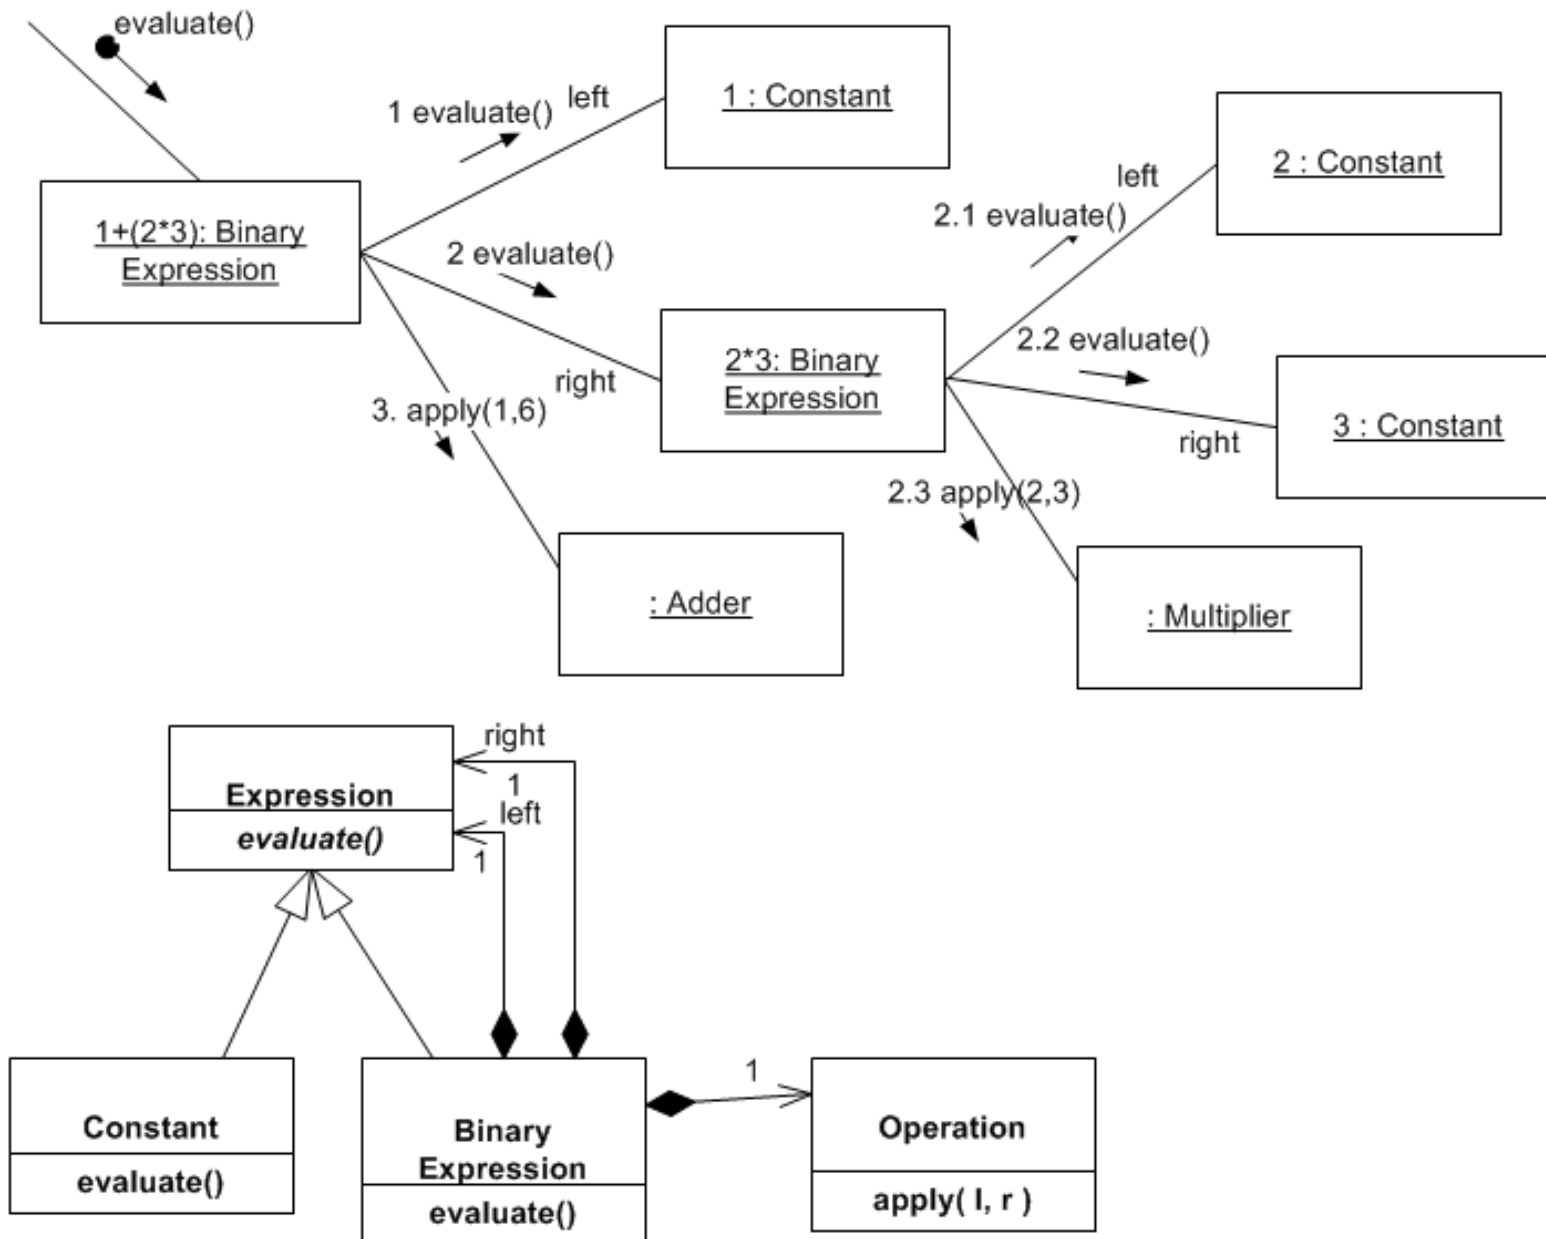 evaluate()
1 evaluate()
left
1 : Constant
2 : Constant
left
2.1 evaluate()
1+(2*3): Binary
Expression
2 evaluate()
2.2 evaluate()
2*3: Binary
Expression
right
3. apply(1,6)
3 : Constant
right
2.3 apply(2,3)
: Adder
: Multiplier
right
1
Expression
left
evaluate()
1
1
Constant
evaluate()
Binary
Expression
evaluate()
Operation
apply( l, r )